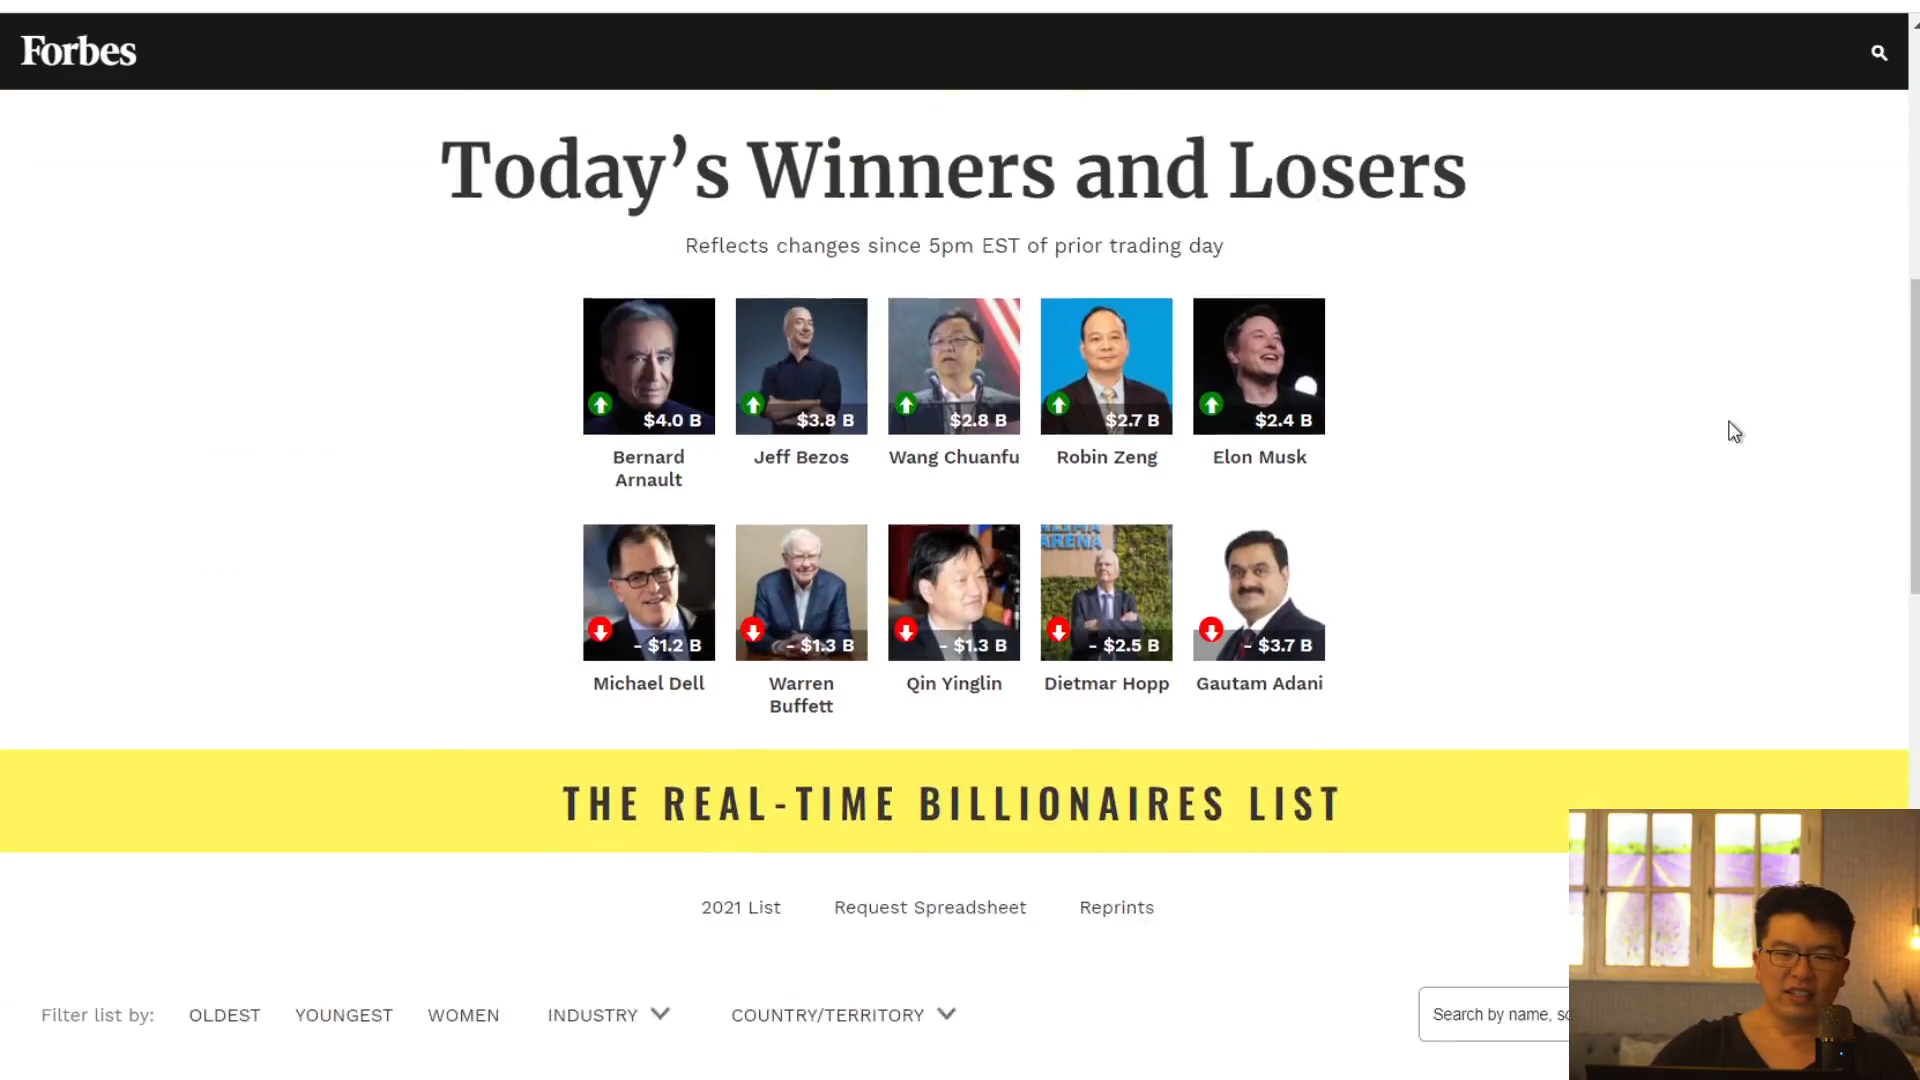 Forbes
Today's Winners and Losers
Reflects changes since 5pm EST of prior trading day
$4.0 B
$3.8 B
$2.8 B
$2.7 B
$2.4 B
Bernard Arnault
Jeff Bezos
Wang Chuanfu
Robin Zeng
Elon Musk
ARENA
- $1.2 B
- $1.3 B
- $1.3 B
- $2.5 B
- $3.7 B
Michael Dell
Warren Buffett
Qin Yinglin
Dietmar Hopp
Gautam Adani
THE REAL-TIME BILLIONAIRES LIST
2021 List
Request Spreadsheet
Reprints
Filter list by:
OLDEST
YOUNGEST
WOMEN
INDUSTRY
COUNTRY/TERRITORY
Search by name,